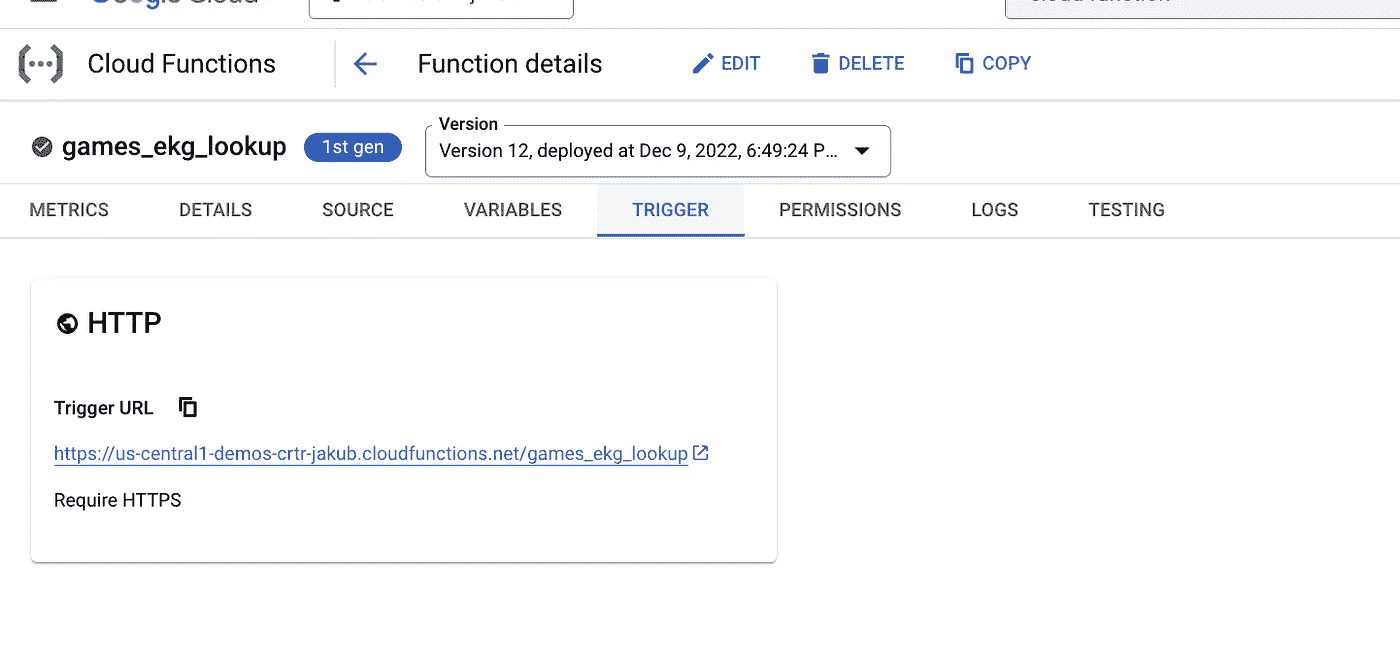 Google Cloud
Cloud Functions
Function details
EDIT
DELETE
COPY
games_ekg_lookup
1st gen
Version
Version 12, deployed at Dec 9, 2022, 6:49:24 P...
METRICS
DETAILS
SOURCE
VARIABLES
TRIGGER
PERMISSIONS
LOGS
TESTING
HTTP
Trigger URL
https://us-central1-demos-crtr-jakub.cloudfunctions.net/games_ekg_lookup
Require HTTPS